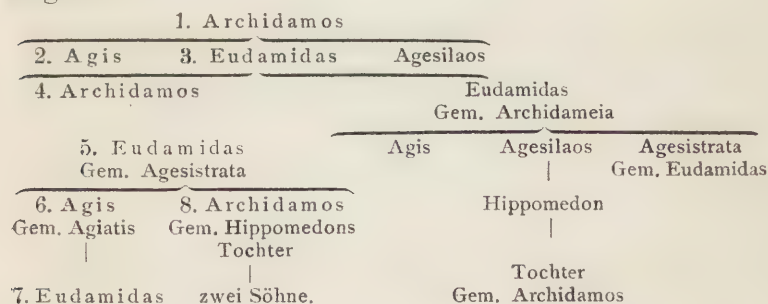 1. Archidamos
2. Agis 3. Eudamidas Agesilaos
4. Archidamos Eudamidas
Gem. Archidameia
5. Eudamidas Agis Agesilaos Agesistrata
Gem. Agesistrata Gem. Eudamidas
6. Agis 8. Archidamos Hippomedon
Gem. Agiatis Gem. Hippomedons
Tochter
Tochter
7. Eudamidas zwei Söhne. Gem. Archidamos